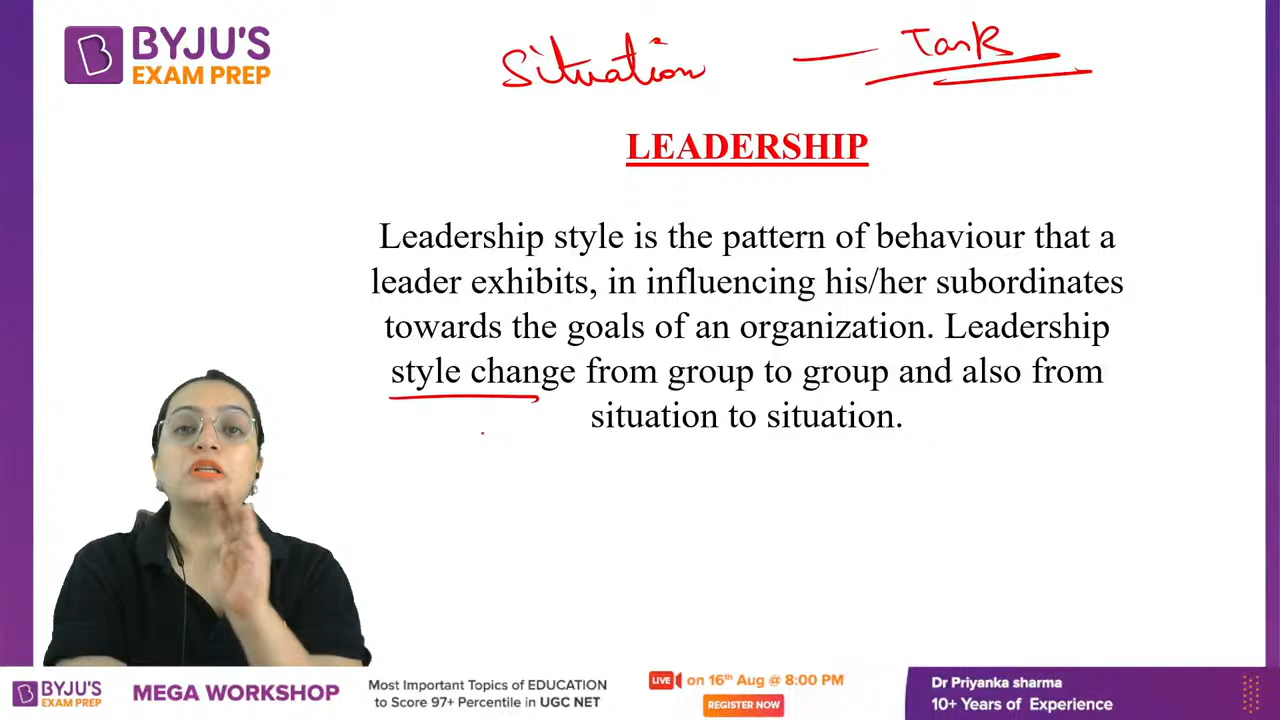 BYJU'S
EXAM PREP
Situation — Task
LEADERSHIP
Leadership style is the pattern of behaviour that a
leader exhibits, in influencing his/her subordinates
towards the goals of an organization. Leadership
style change from group to group and also from
situation to situation.
BYJU'S
EXAM PREP
MEGA WORKSHOP
Most Important Topics of EDUCATION
to Score 97+ Percentile in UGC NET
LIVE on 16th Aug @ 8:00 PM
REGISTER NOW
Dr Priyanka sharma
10+ Years of Experience